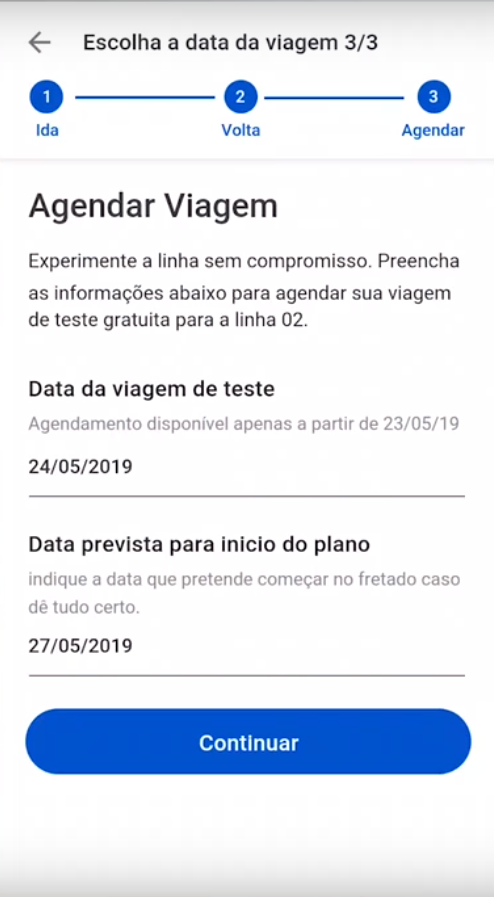 Escolha a data da viagem 3/3
1 2 3
Ida Volta Agendar
Agendar Viagem
Experimente a linha sem compromisso. Preencha
as informações abaixo para agendar sua viagem
de teste gratuita para a linha 02.
Data da viagem de teste
Agendamento disponível apenas a partir de 23/05/19
24/05/2019
Data prevista para inicio do plano
indique a data que pretende começar no fretado caso
dê tudo certo.
27/05/2019
Continuar